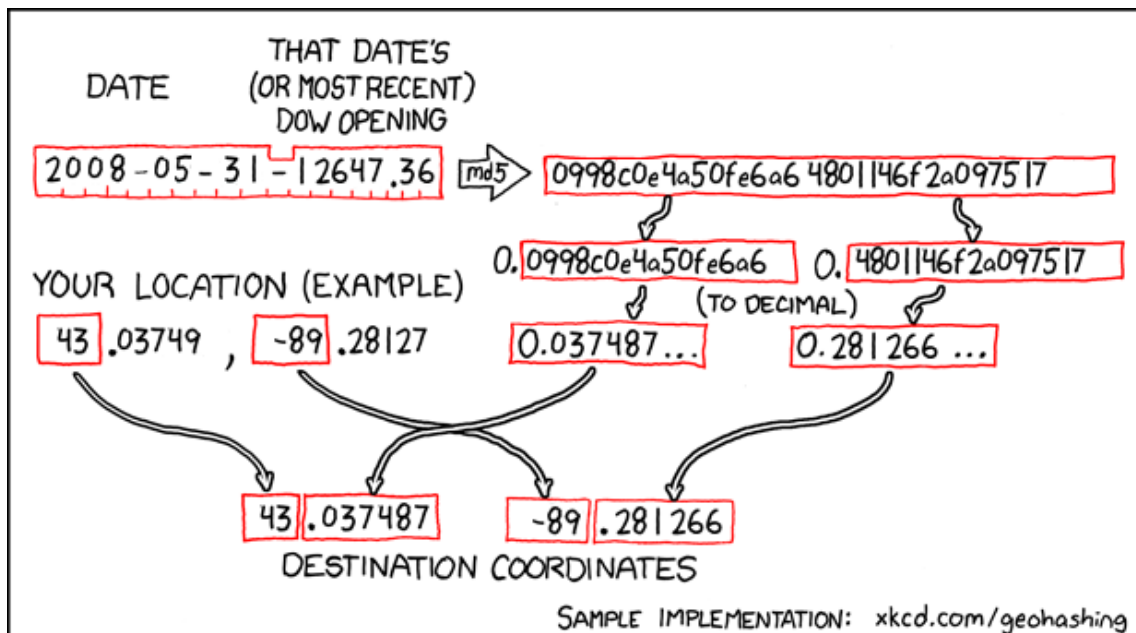 DATE
THAT DATE'S
(OR MOST RECENT)
DOW OPENING
2008-05-31-12647.36
md5
0998c0e4a50fe6a6 4801146f2a097517
0.0998c0e4a50fe6a6
0.4801146f2a097517
YOUR LOCATION (EXAMPLE)
(TO DECIMAL)
43.03749, -89.28127
0.037487...
0.281266...
43.037487
-89.281266
DESTINATION COORDINATES
SAMPLE IMPLEMENTATION: xkcd.com/geohashing